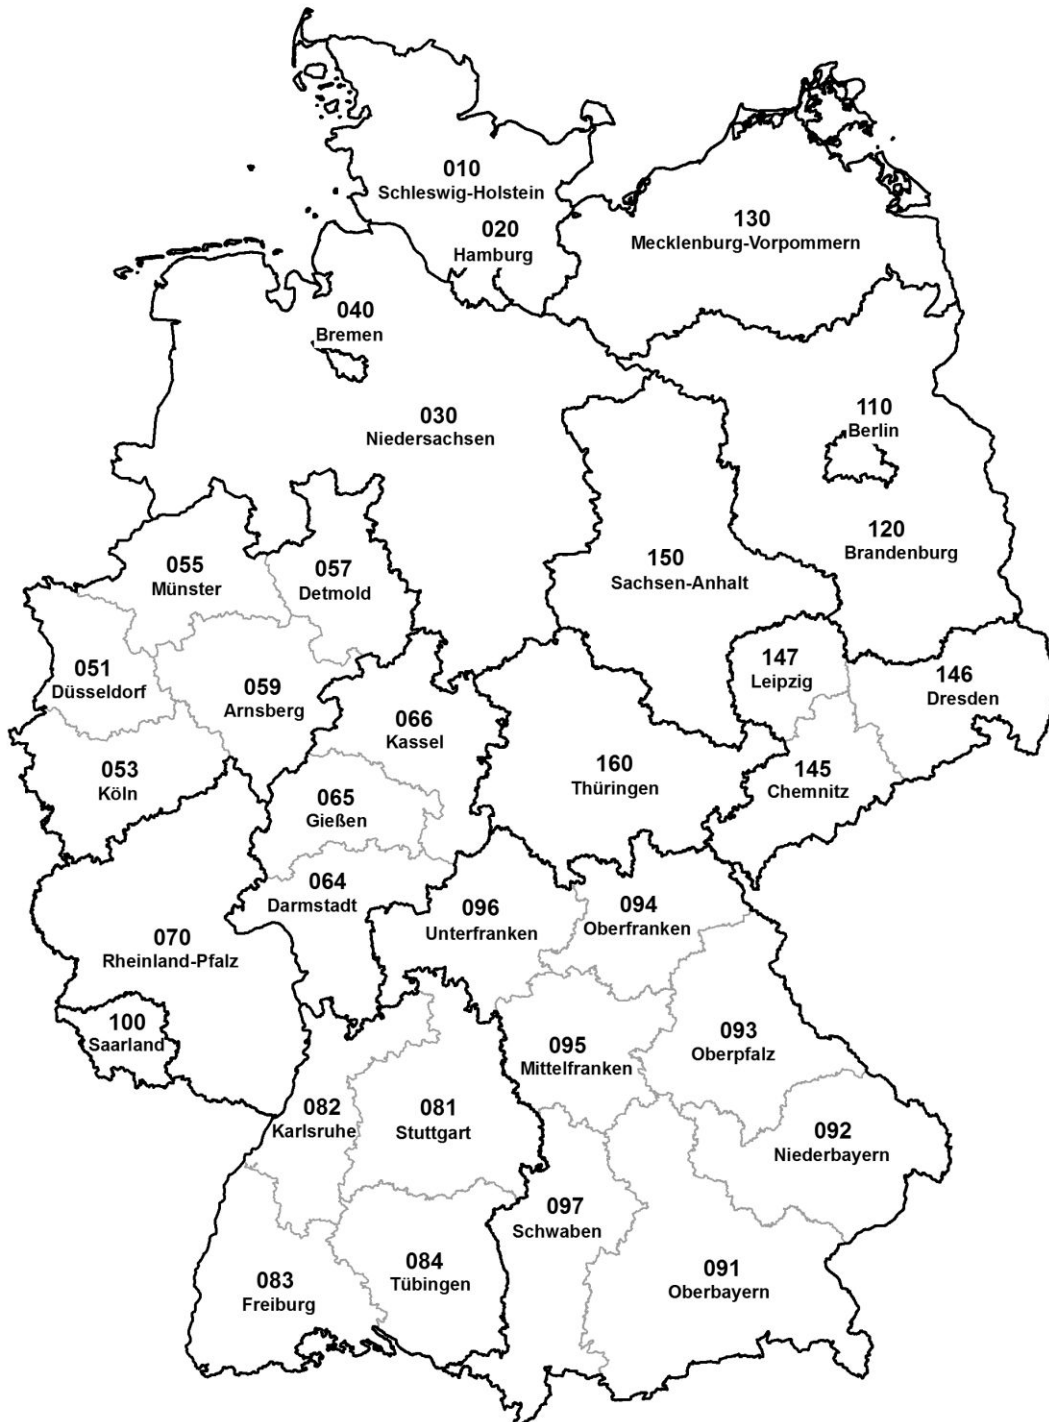 010
Schleswig-Holstein
020
Hamburg
130
Mecklenburg-Vorpommern
040
Bremen
030
Niedersachsen
110
Berlin
120
Brandenburg
150
Sachsen-Anhalt
055
Münster
057
Detmold
051
Düsseldorf
059
Arnsberg
066
Kassel
147
Leipzig
146
Dresden
053
Köln
065
Gießen
160
Thüringen
145
Chemnitz
064
Darmstadt
096
Unterfranken
094
Oberfranken
070
Rheinland-Pfalz
100
Saarland
095
Mittelfranken
093
Oberpfalz
082
Karlsruhe
081
Stuttgart
092
Niederbayern
097
Schwaben
083
Freiburg
084
Tübingen
091
Oberbayern